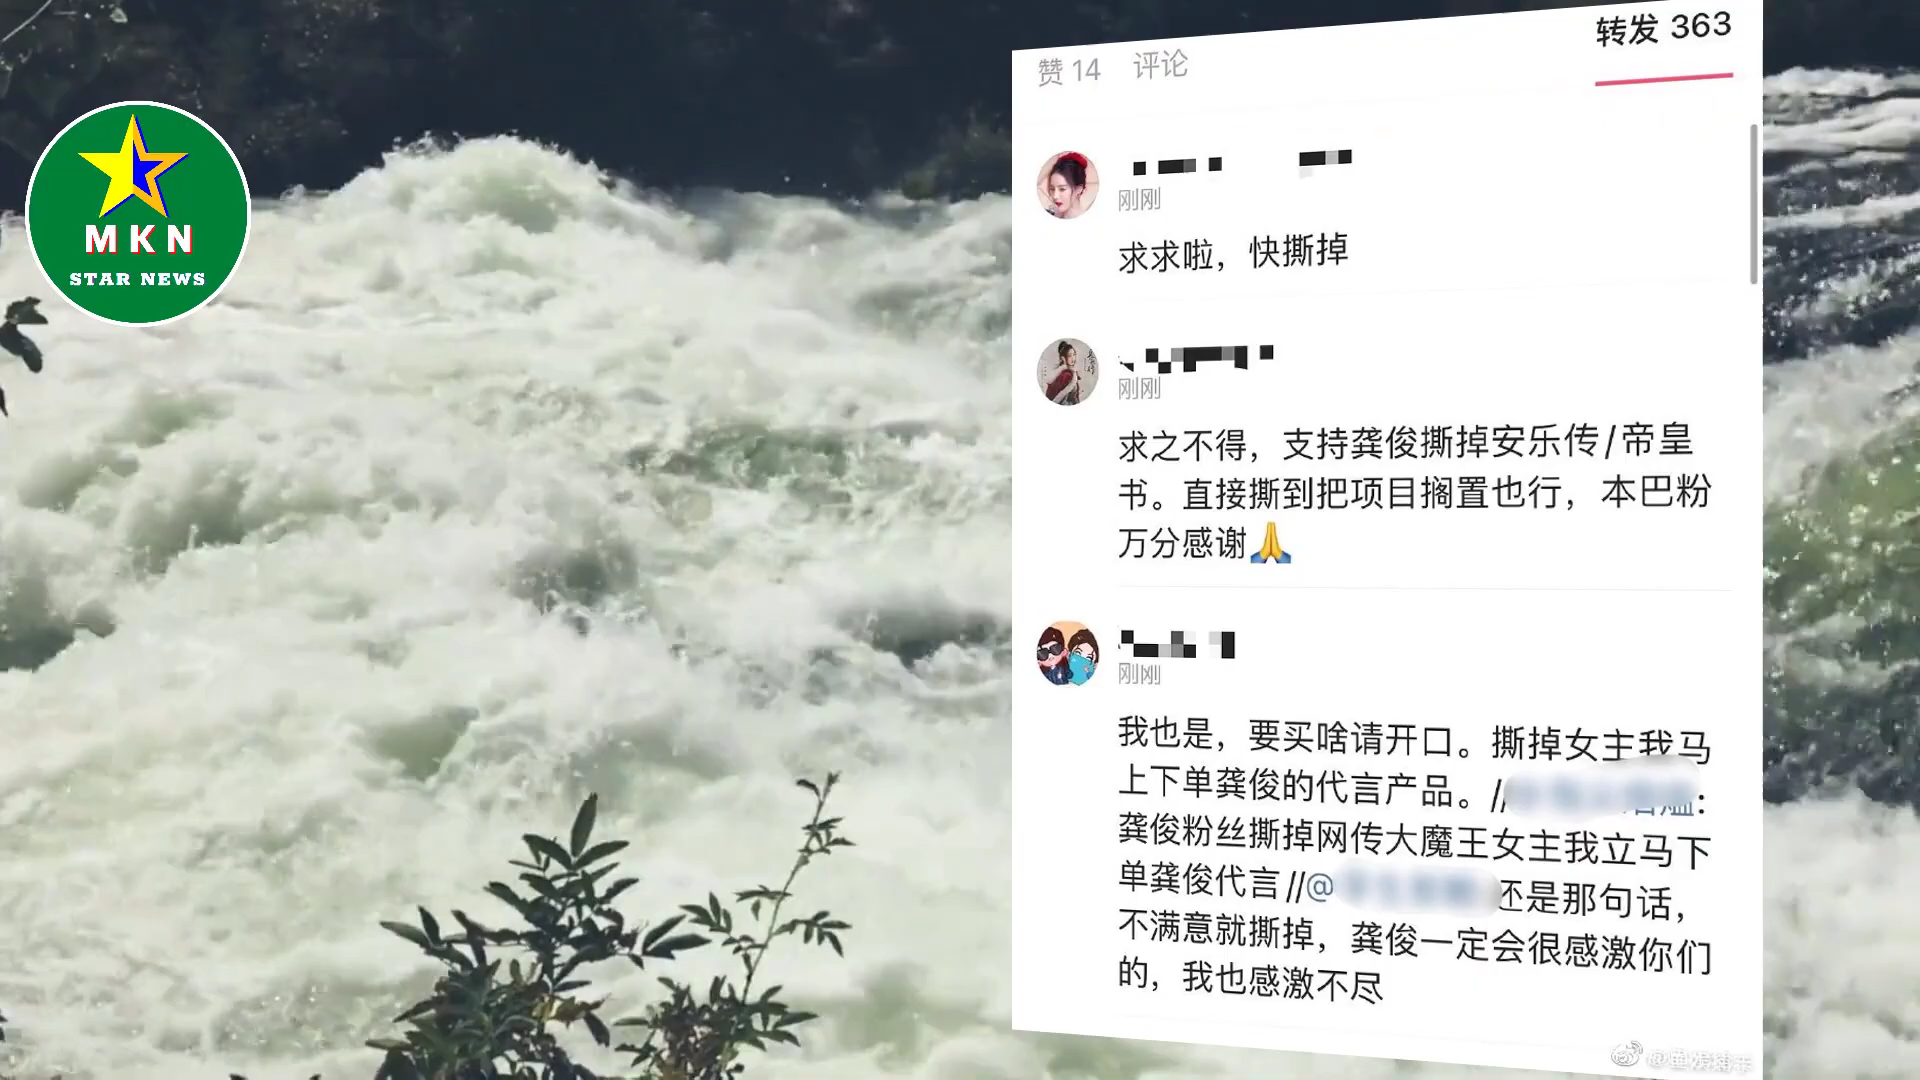 MKN
STAR NEWS
赞 14 评论 转发 363
刚刚
求求啦，快撕掉
刚刚
求之不得，支持龚俊撕掉安乐传/帝皇
书。直接撕到把项目搁置也行，本巴粉
万分感谢🙏
刚刚
我也是，要买啥请开口。撕掉女主我马
上下单龚俊的代言产品。//
龚俊粉丝撕掉网传大魔王女主我立马下
单龚俊代言//@ 还是那句话，
不满意就撕掉，龚俊一定会很感激你们
的，我也感激不尽